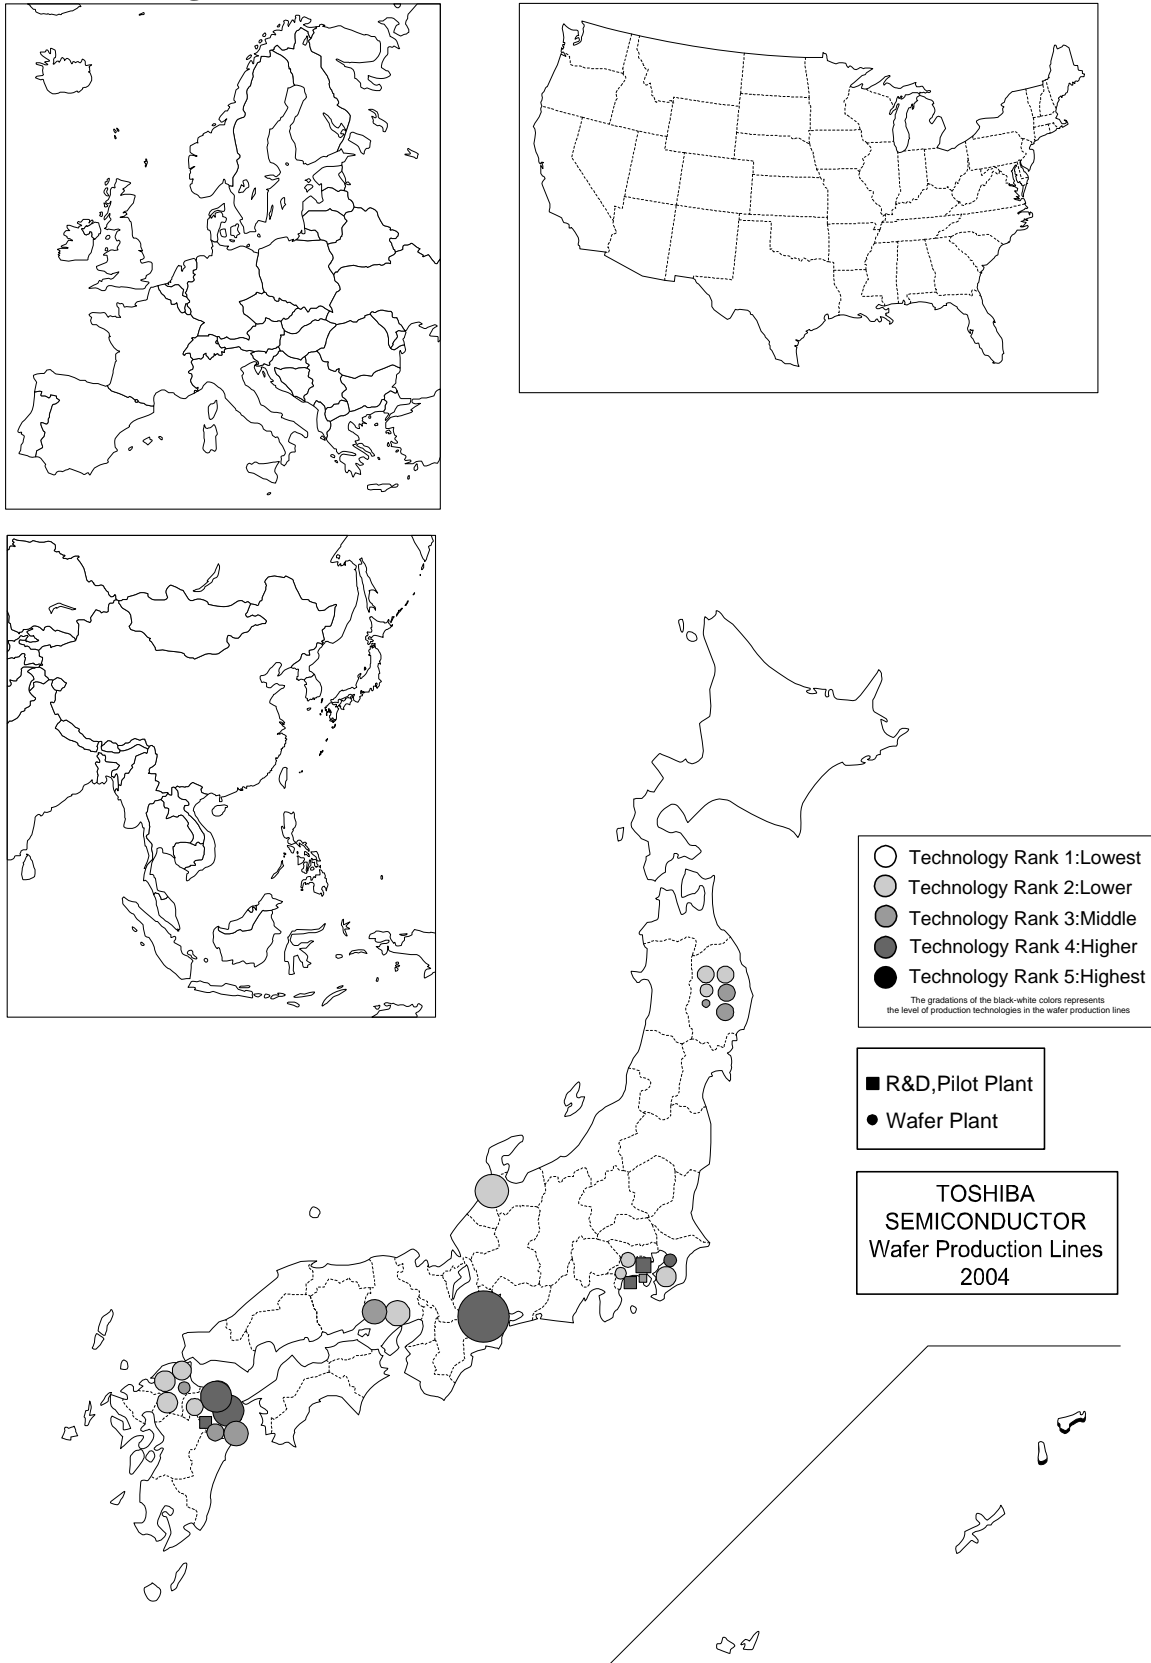 Technology Rank 1:Lowest
Technology Rank 2:Lower
Technology Rank 3:Middle
Technology Rank 4:Higher
Technology Rank 5:Highest
The gradations of the black-white colors represents
the level of production technologies in the wafer production lines
R&D,Pilot Plant
Wafer Plant
TOSHIBA
SEMICONDUCTOR
Wafer Production Lines
2004